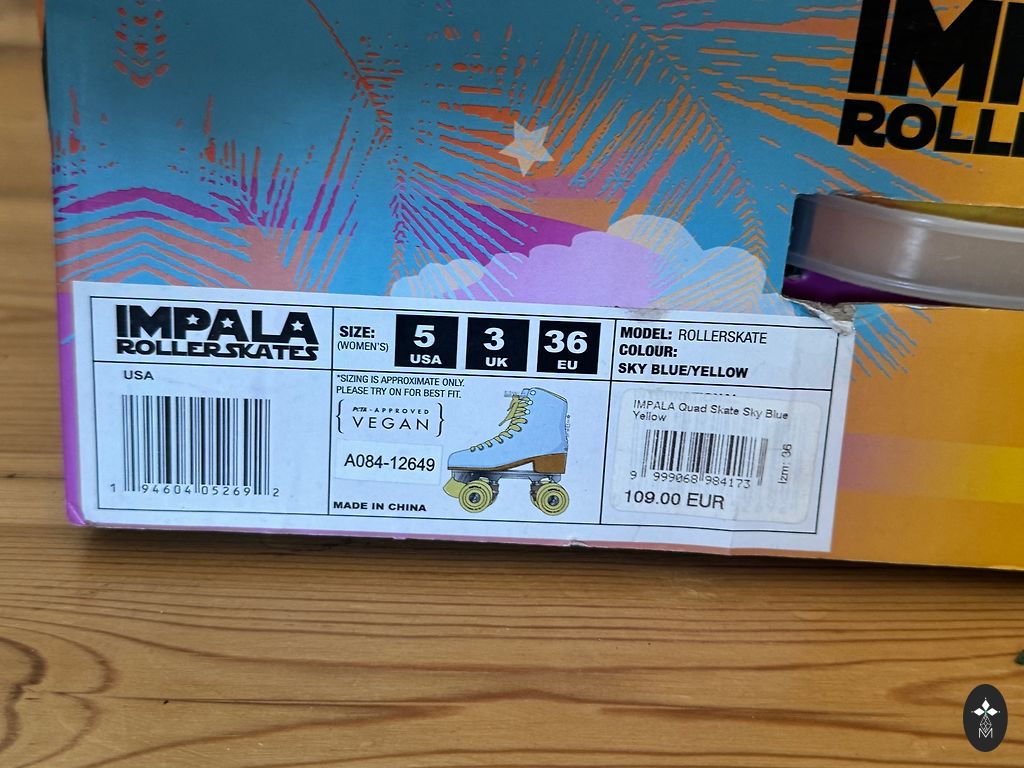 IMPALA
ROLLERSKATES
USA
1 94604 05269 2
SIZE:
(WOMEN'S)
5
USA
3
UK
36
EU
*SIZING IS APPROXIMATE ONLY.
PLEASE TRY ON FOR BEST FIT.
PETA - APPROVED
VEGAN
A084-12649
MADE IN CHINA
MODEL: ROLLERSKATE
COLOUR:
SKY BLUE/YELLOW
IMPALA Quad Skate Sky Blue
Yellow
9 999068 984173
Izm: 36
109.00 EUR
M